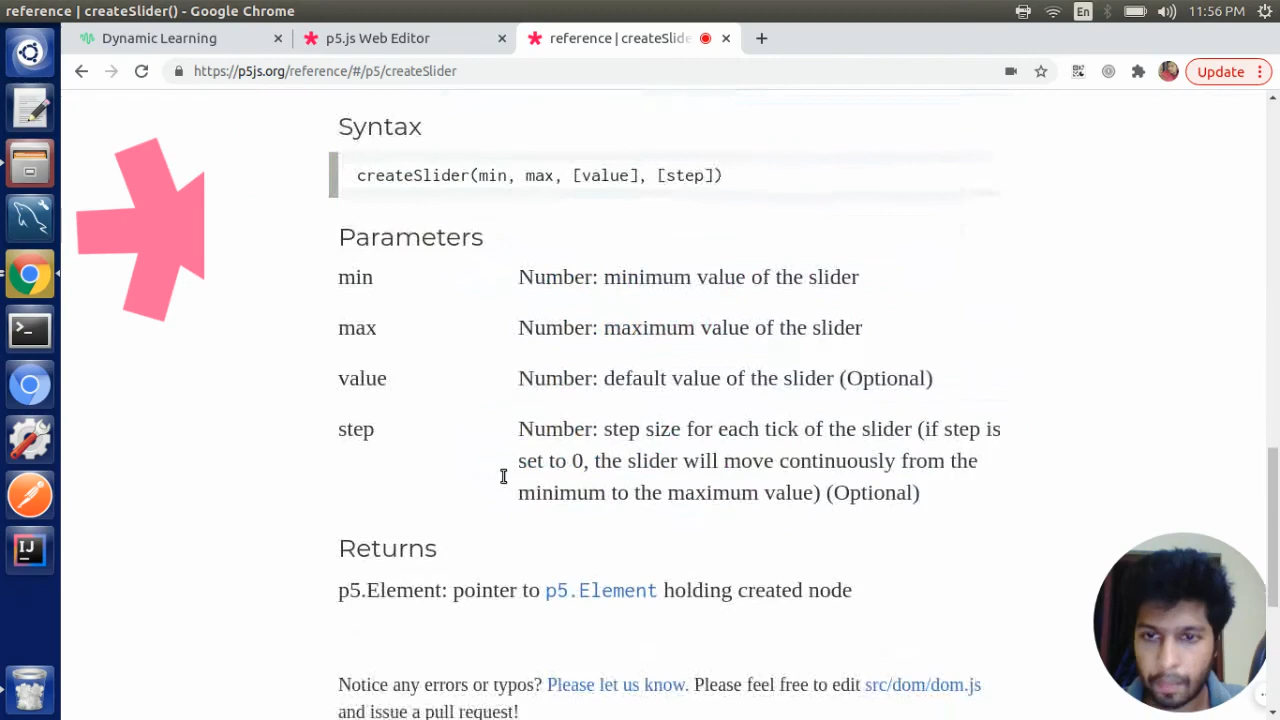 reference | createSlider() - Google Chrome
En
11:56 PM
Dynamic Learning
p5.js Web Editor
reference | createSlide
https://p5js.org/reference/#/p5/createSlider
Update
Syntax
createSlider(min, max, [value], [step])
Parameters
min Number: minimum value of the slider
max Number: maximum value of the slider
value Number: default value of the slider (Optional)
step Number: step size for each tick of the slider (if step is
set to 0, the slider will move continuously from the
minimum to the maximum value) (Optional)
Returns
p5.Element: pointer to p5.Element holding created node
Notice any errors or typos? Please let us know. Please feel free to edit src/dom/dom.js
and issue a pull request!
IJ